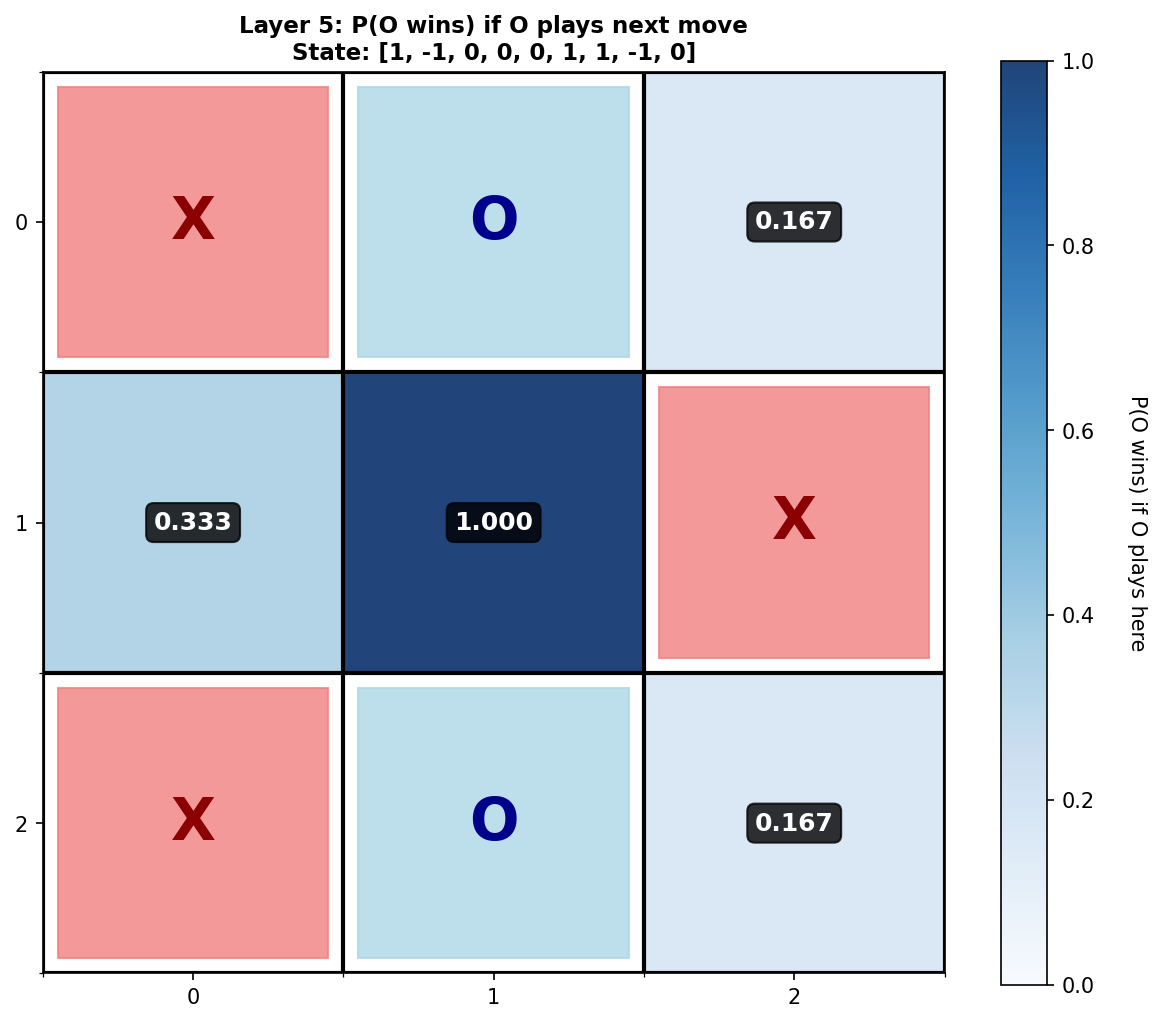 Layer 5: P(O wins) if O plays next move
State: [1, -1, 0, 0, 0, 1, 1, -1, 0]
0
X
O
0.167
1
0.333
1.000
X
2
X
O
0.167
0
1
2
1.0
0.8
0.6
0.4
0.2
0.0
P(O wins) if O plays here